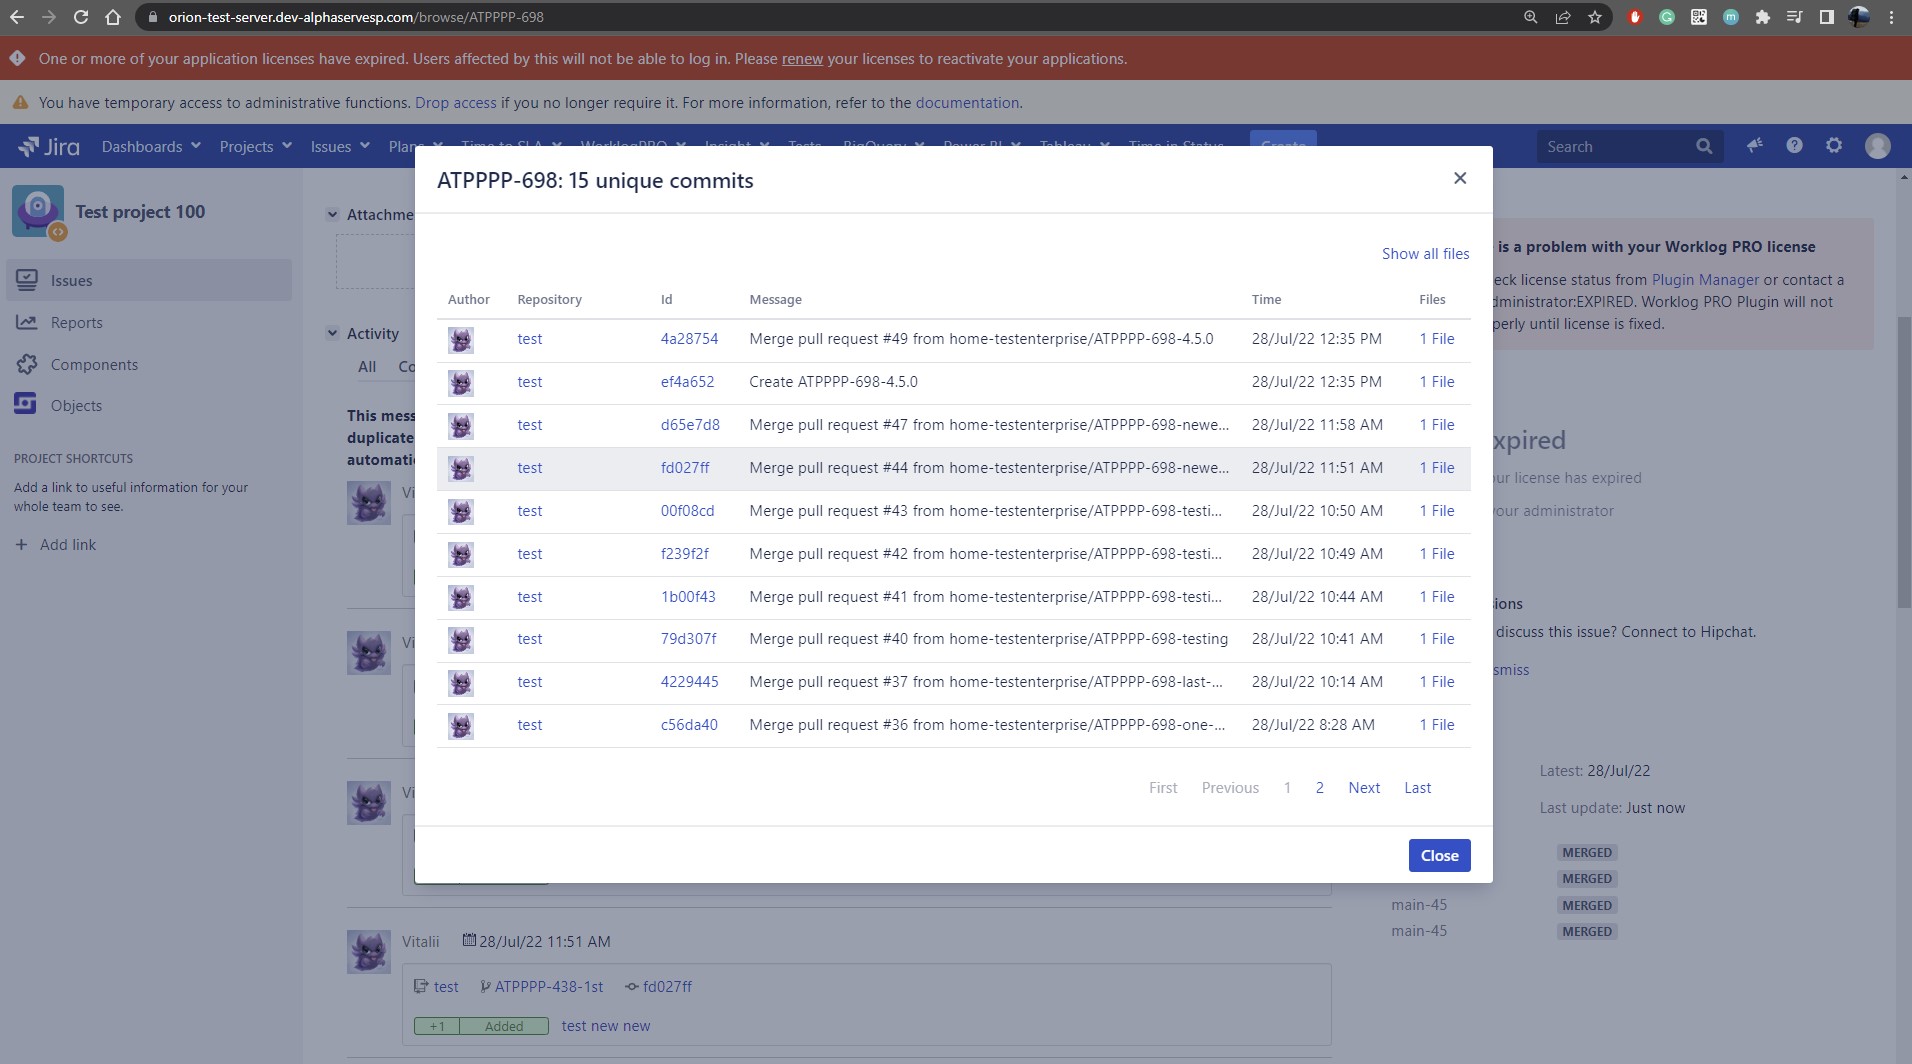 orion-test-server.dev-alphaservesp.com/browse/ATPPPP-698
One or more of your application licenses have expired. Users affected by this will not be able to log in. Please renew your licenses to reactivate your applications.
You have temporary access to administrative functions. Drop access if you no longer require it. For more information, refer to the documentation.
Jira Dashboards Projects Issues Plans Time to SLA WorklogPRO Insight Tests BigQuery Power BI Tableau Time in Status Create Search
Test project 100
Issues
Reports
Components
Objects
PROJECT SHORTCUTS
Add a link to useful information for your
whole team to see.
+ Add link
Attachme
Activity
All Co
This mess
duplicate
automati
Vi
Vi
Vi
ATPPPP-698: 15 unique commits
Show all files
Author Repository Id Message Time Files
test 4a28754 Merge pull request #49 from home-testenterprise/ATPPPP-698-4.5.0 28/Jul/22 12:35 PM 1 File
test ef4a652 Create ATPPPP-698-4.5.0 28/Jul/22 12:35 PM 1 File
test d65e7d8 Merge pull request #47 from home-testenterprise/ATPPPP-698-newe... 28/Jul/22 11:58 AM 1 File
test fd027ff Merge pull request #44 from home-testenterprise/ATPPPP-698-newe... 28/Jul/22 11:51 AM 1 File
test 00f08cd Merge pull request #43 from home-testenterprise/ATPPPP-698-testi... 28/Jul/22 10:50 AM 1 File
test f239f2f Merge pull request #42 from home-testenterprise/ATPPPP-698-testi... 28/Jul/22 10:49 AM 1 File
test 1b00f43 Merge pull request #41 from home-testenterprise/ATPPPP-698-testi... 28/Jul/22 10:44 AM 1 File
test 79d307f Merge pull request #40 from home-testenterprise/ATPPPP-698-testing 28/Jul/22 10:41 AM 1 File
test 4229445 Merge pull request #37 from home-testenterprise/ATPPPP-698-last-... 28/Jul/22 10:14 AM 1 File
test c56da40 Merge pull request #36 from home-testenterprise/ATPPPP-698-one-... 28/Jul/22 8:28 AM 1 File
First Previous 1 2 Next Last
Close
is a problem with your Worklog PRO license
eck license status from Plugin Manager or contact a
dministrator:EXPIRED. Worklog PRO Plugin will not
perly until license is fixed.
xpired
ur license has expired
your administrator
sions
discuss this issue? Connect to Hipchat.
smiss
Latest: 28/Jul/22
Last update: Just now
MERGED
MERGED
main-45 MERGED
main-45 MERGED
Vitalii 28/Jul/22 11:51 AM
test ATPPPP-438-1st fd027ff
+1 Added test new new